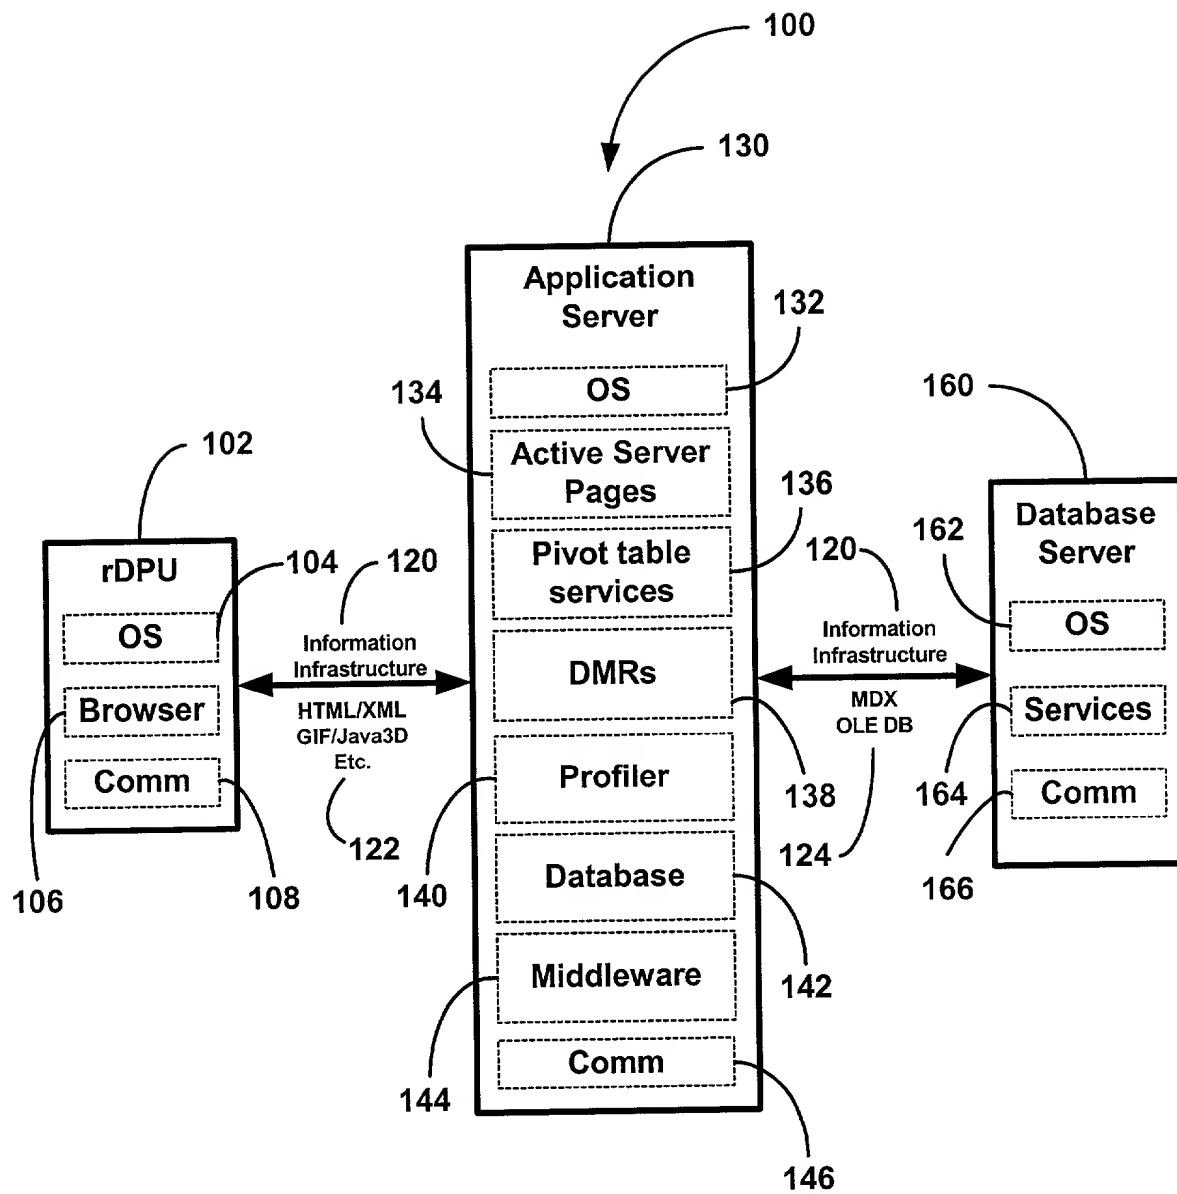 100
130
Application
Server
132
OS
134
Active Server
Pages
136
Pivot table
services
DMRs
138
Profiler
140
Database
142
Middleware
144
Comm
146
102
rDPU
104
OS
Browser
106
Comm
108
120
Information
Infrastructure
HTML/XML
GIF/Java3D
Etc.
122
120
Information
Infrastructure
MDX
OLE DB
124
160
Database
Server
162
OS
Services
164
Comm
166